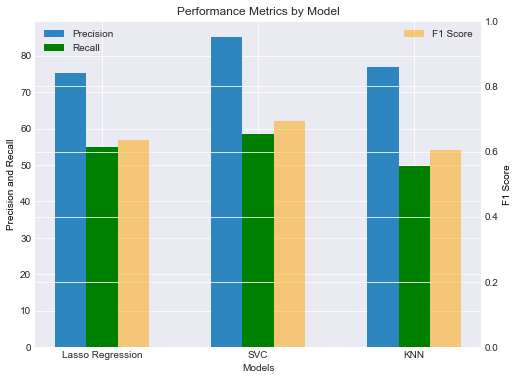 Performance Metrics by Model
Precision
Recall
F1 Score
80
70
60
50
40
30
20
10
0
Precision and Recall
1.0
0.8
0.6
0.4
0.2
0.0
F1 Score
Lasso Regression
SVC
KNN
Models